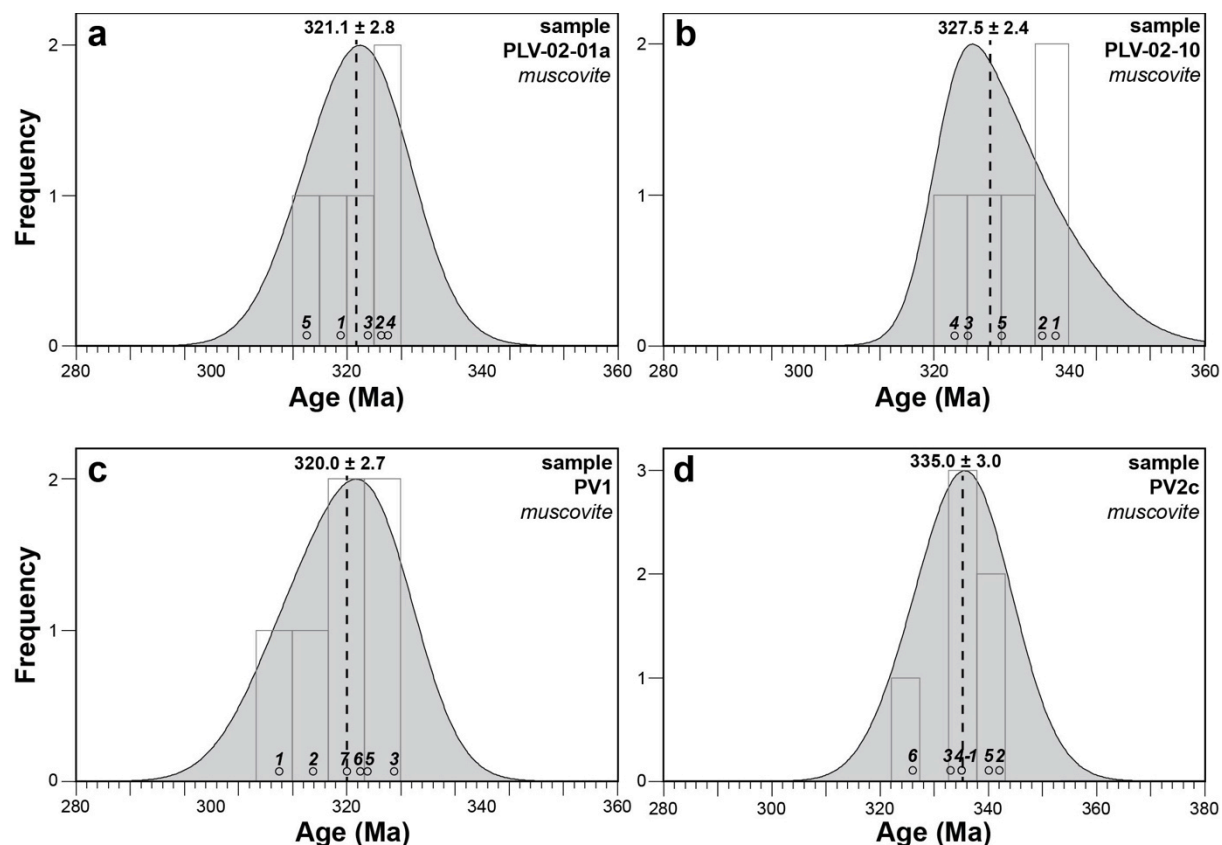 a
321.1 ± 2.8
sample
PLV-02-01a
muscovite
Frequency
2
1
0
5 1 3 2 4
280 300 320 340 360
Age (Ma)
b
327.5 ± 2.4
sample
PLV-02-10
muscovite
2
1
0
4 3 5 2 1
280 300 320 340 360
Age (Ma)
c
320.0 ± 2.7
sample
PV1
muscovite
Frequency
2
1
0
1 2 7 6 5 3
280 300 320 340 360
Age (Ma)
d
335.0 ± 3.0
sample
PV2c
muscovite
3
2
1
0
6 3 4-1 5 2
280 300 320 340 360 380
Age (Ma)